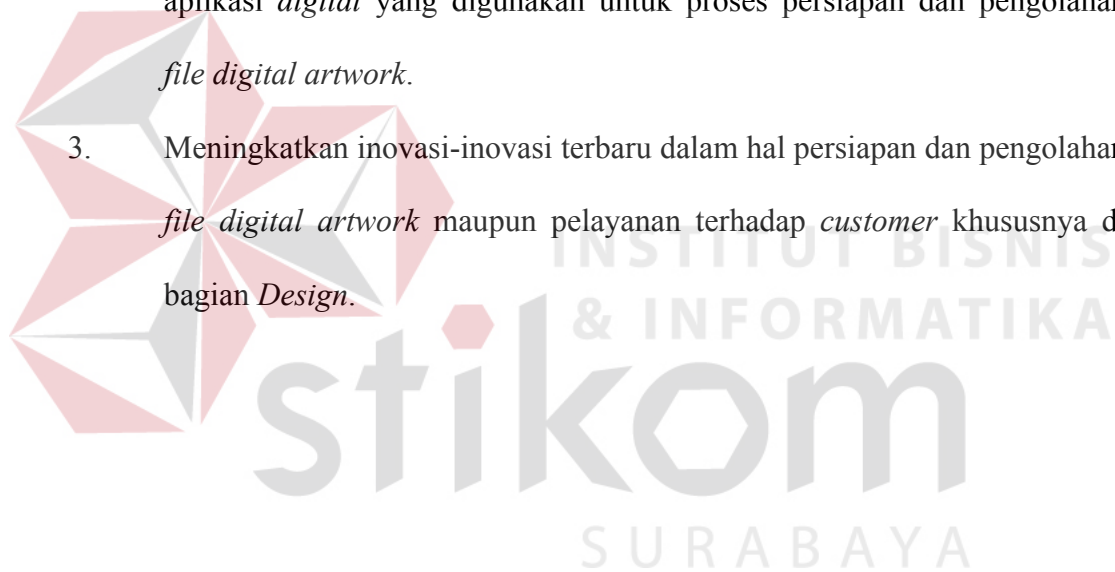 aplikasi digital yang digunakan untuk proses persiapan dan pengolahan
file digital artwork.
3. Meningkatkan inovasi-inovasi terbaru dalam hal persiapan dan pengolahan
file digital artwork maupun pelayanan terhadap customer khususnya d
bagian Design.
INSTITUT BISNIS
& INFORMATIKA
stikom
SURABAYA